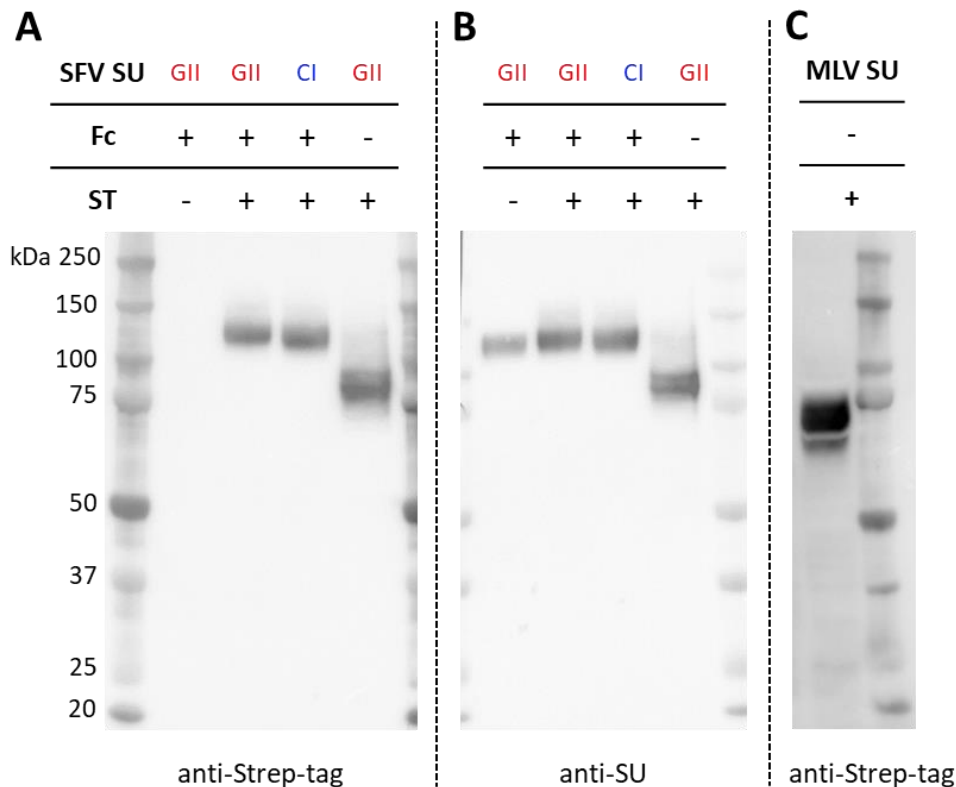 A B C
SFV SU GII GII CI GII GII GII CI GII MLV SU
Fc + + + - + + + - -
ST - + + + - + + + +
kDa 250
150
100
75
50
37
25
20
anti-Strep-tag anti-SU anti-Strep-tag